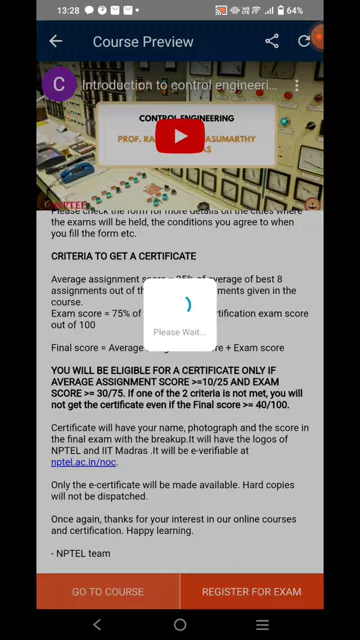 13:28
64%
Course Preview
C
Introduction to control engineeri...
CONTROL ENGINEERING
PROF. RA
ASUMARTHY
AS
NPTEL
Please check the form for more details on the cities where
the exams will be held, the conditions you agree to when
you fill the form etc.
CRITERIA TO GET A CERTIFICATE
Average assignment score = 25% of average of best 8
assignments out of th ments given in the
course.
Exam score = 75% of rtification exam score
out of 100
Final score = Average score + Exam score
Please Wait...
YOU WILL BE ELIGIBLE FOR A CERTIFICATE ONLY IF
AVERAGE ASSIGNMENT SCORE >=10/25 AND EXAM
SCORE >= 30/75. If one of the 2 criteria is not met, you will
not get the certificate even if the Final score >= 40/100.
Certificate will have your name, photograph and the score in
the final exam with the breakup.It will have the logos of
NPTEL and IIT Madras .It will be e-verifiable at
nptel.ac.in/noc.
Only the e-certificate will be made available. Hard copies
will not be dispatched.
Once again, thanks for your interest in our online courses
and certification. Happy learning.
- NPTEL team
GO TO COURSE
REGISTER FOR EXAM